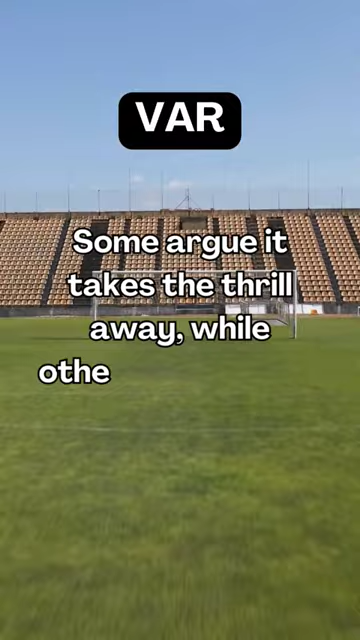 VAR
Some argue it
takes the thrill
away, while
othe